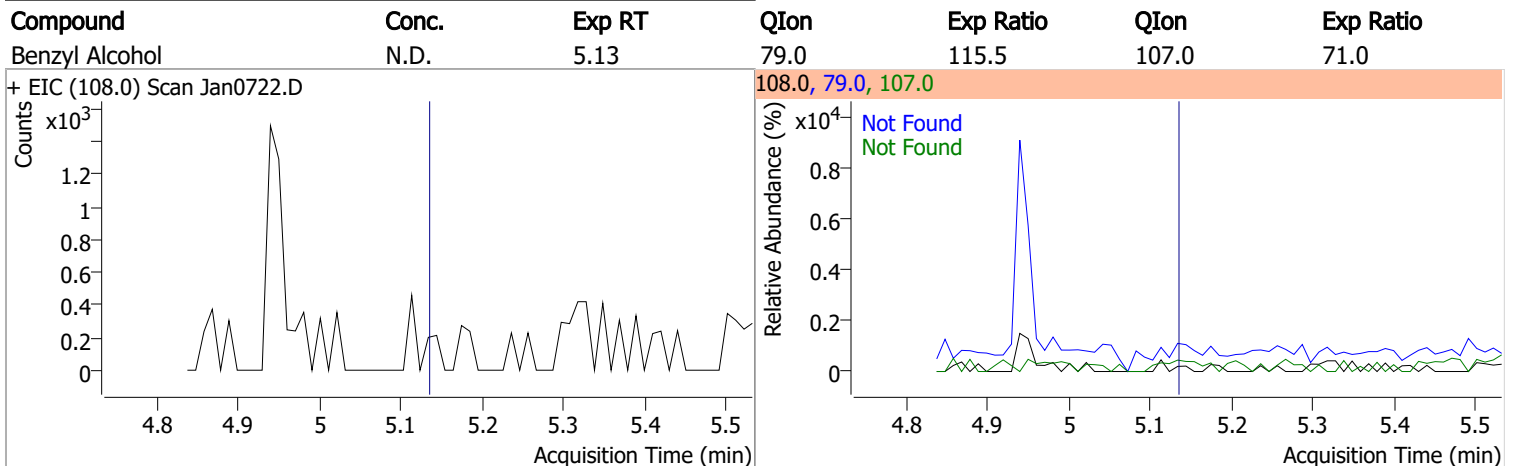 Compound Conc. Exp RT QIon Exp Ratio QIon Exp Ratio
Benzyl Alcohol N.D. 5.13 79.0 115.5 107.0 71.0
+ EIC (108.0) Scan Jan0722.D
Counts
x10³
1.2
1
0.8
0.6
0.4
0.2
0
4.8 4.9 5 5.1 5.2 5.3 5.4 5.5
Acquisition Time (min)
108.0, 79.0, 107.0
Relative Abundance (%)
x10⁴
Not Found
Not Found
0.8
0.6
0.4
0.2
0
4.8 4.9 5 5.1 5.2 5.3 5.4 5.5
Acquisition Time (min)